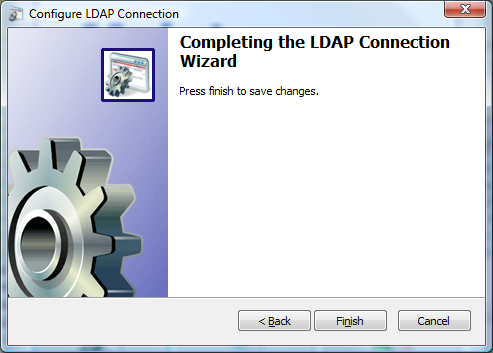 Configure LDAP Connection
Completing the LDAP Connection
Wizard
Press finish to save changes.
< Back
Finish
Cancel